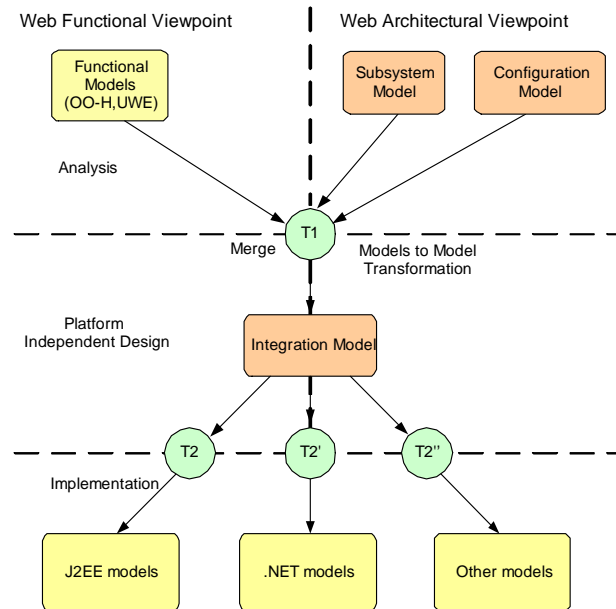 Web Functional Viewpoint
Web Architectural Viewpoint
Functional
Models
(OO-H,UWE)
Subsystem
Model
Configuration
Model
Analysis
T1
Merge
Models to Model
Transformation
Platform
Independent Design
Integration Model
T2
T2'
T2''
Implementation
J2EE models
.NET models
Other models